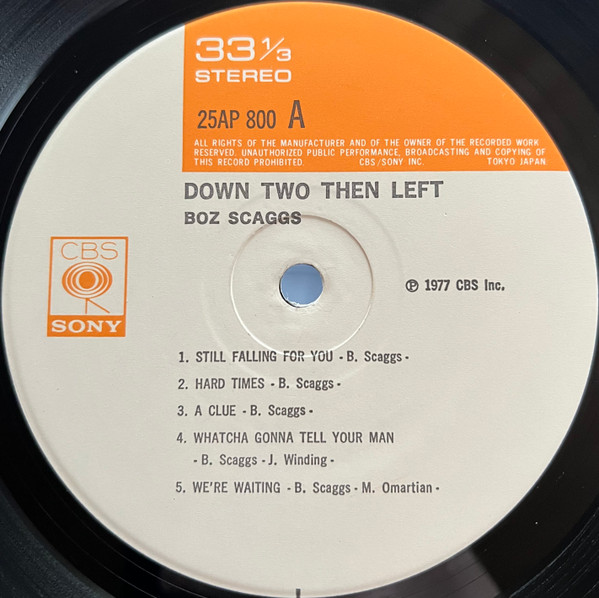 33 1/3
STEREO
25AP 800 A
ALL RIGHTS OF THE MANUFACTURER AND OF THE OWNER OF THE RECORDED WORK
RESERVED. UNAUTHORIZED PUBLIC PERFORMANCE, BROADCASTING AND COPYING OF
THIS RECORD PROHIBITED. CBS/SONY INC. TOKYO JAPAN
DOWN TWO THEN LEFT
BOZ SCAGGS
CBS
SONY
℗ 1977 CBS Inc.
1. STILL FALLING FOR YOU - B. Scaggs -
2. HARD TIMES - B. Scaggs -
3. A CLUE - B. Scaggs -
4. WHATCHA GONNA TELL YOUR MAN
- B. Scaggs - J. Winding -
5. WE'RE WAITING - B. Scaggs - M. Omartian -